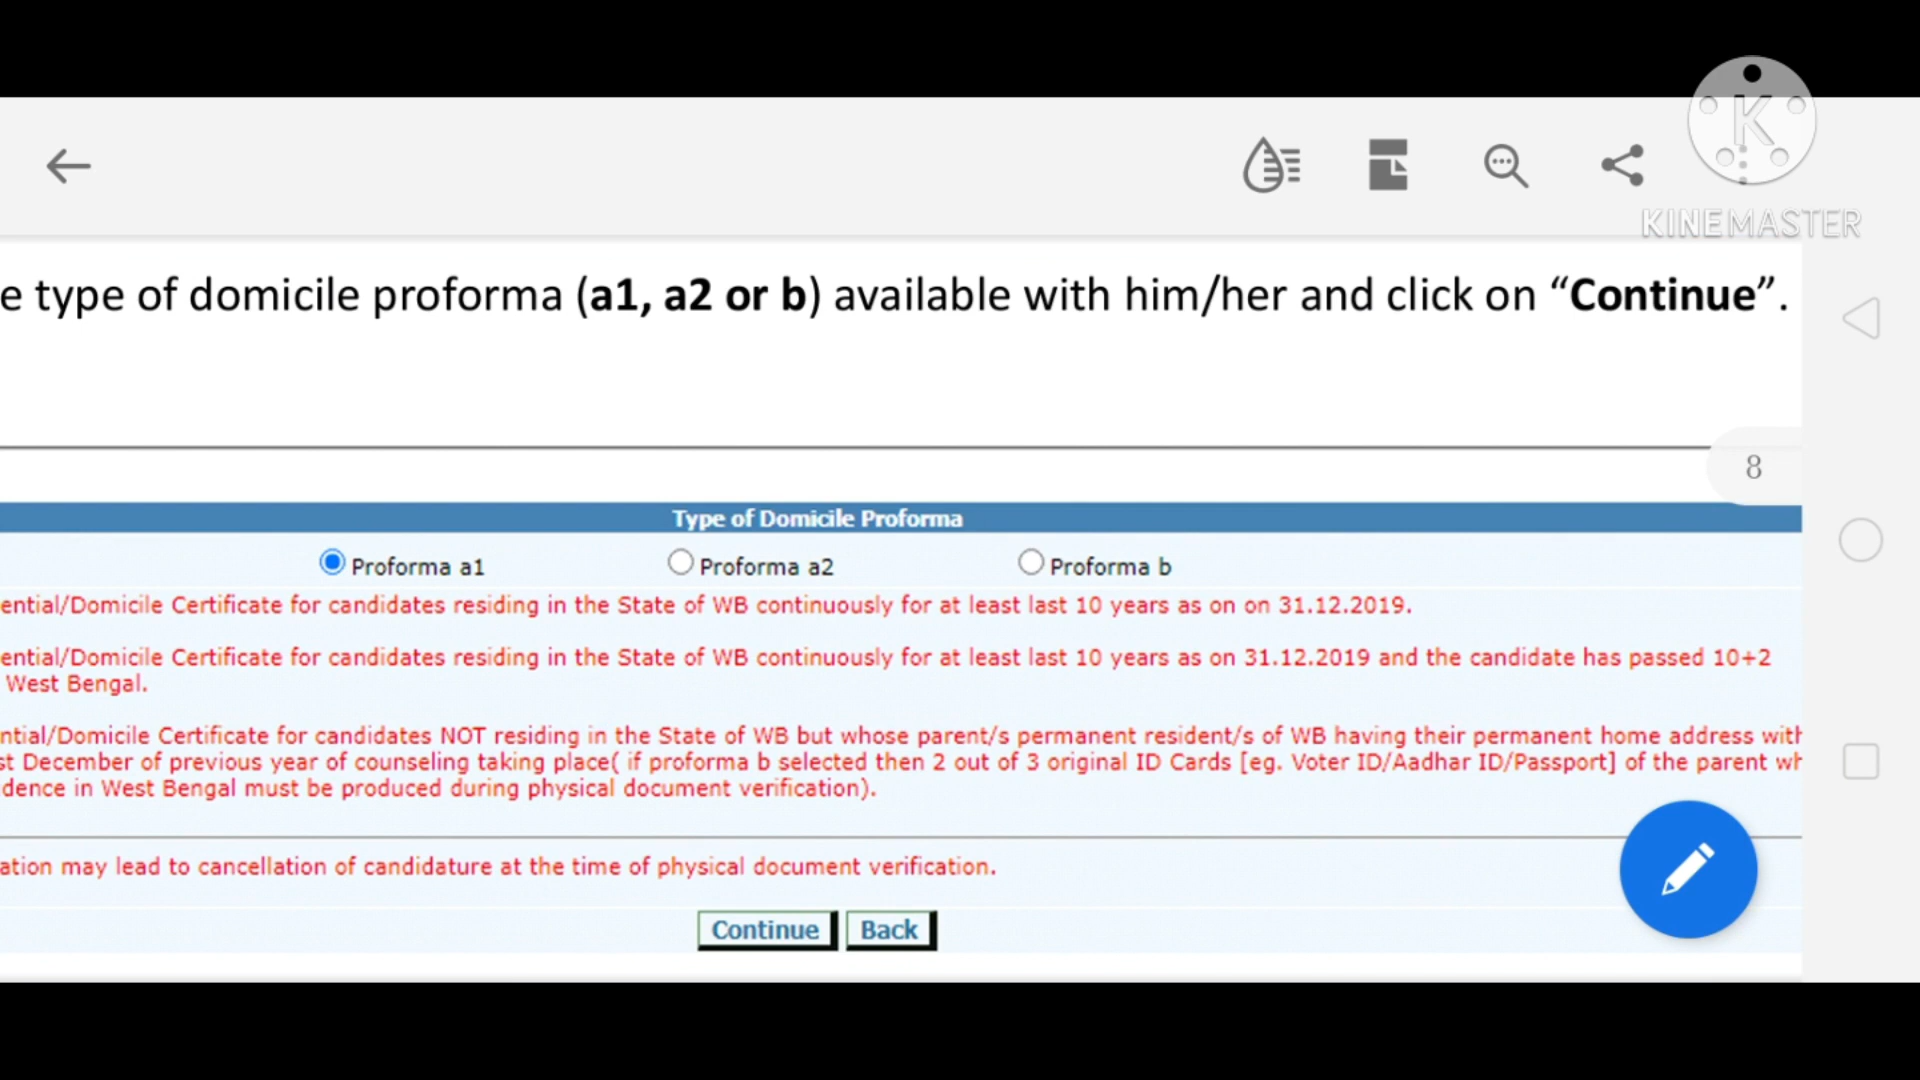 K
KINEMASTER
e type of domicile proforma (a1, a2 or b) available with him/her and click on “Continue”.
8
Type of Domicile Proforma
Proforma a1 Proforma a2 Proforma b
ential/Domicile Certificate for candidates residing in the State of WB continuously for at least last 10 years as on on 31.12.2019.
ential/Domicile Certificate for candidates residing in the State of WB continuously for at least last 10 years as on 31.12.2019 and the candidate has passed 10+2
West Bengal.
ntial/Domicile Certificate for candidates NOT residing in the State of WB but whose parent/s permanent resident/s of WB having their permanent home address with
st December of previous year of counseling taking place( if proforma b selected then 2 out of 3 original ID Cards [eg. Voter ID/Aadhar ID/Passport] of the parent wh
dence in West Bengal must be produced during physical document verification).
ation may lead to cancellation of candidature at the time of physical document verification.
Continue Back